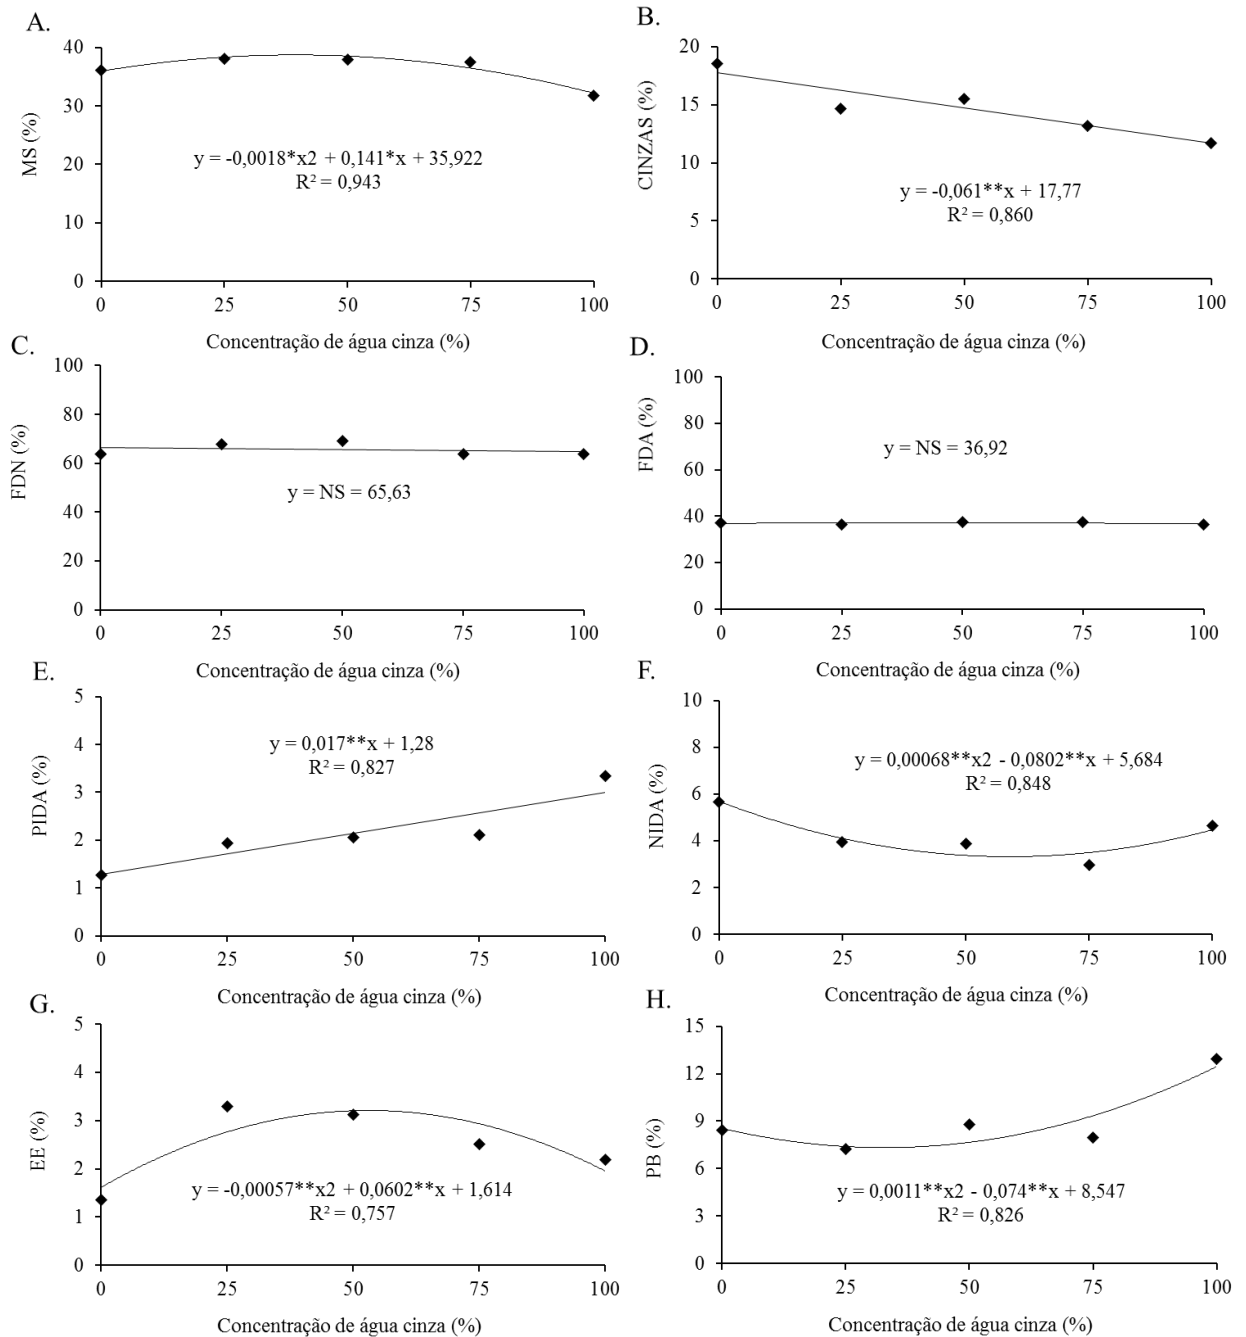 A.
MS (%)
40
30
20
10
0
y = -0,0018*x2 + 0,141*x + 35,922
R² = 0,943
0 25 50 75 100
Concentração de água cinza (%)
B.
CINZAS (%)
20
15
10
5
0
y = -0,061**x + 17,77
R² = 0,860
0 25 50 75 100
Concentração de água cinza (%)
C.
FDN (%)
100
80
60
40
20
0
y = NS = 65,63
0 25 50 75 100
Concentração de água cinza (%)
D.
FDA (%)
100
80
60
40
20
0
y = NS = 36,92
0 25 50 75 100
Concentração de água cinza (%)
E.
PIDA (%)
5
4
3
2
1
0
y = 0,017**x + 1,28
R² = 0,827
0 25 50 75 100
Concentração de água cinza (%)
F.
NIDA (%)
10
8
6
4
2
0
y = 0,00068**x2 - 0,0802**x + 5,684
R² = 0,848
0 25 50 75 100
Concentração de água cinza (%)
G.
EE (%)
5
4
3
2
1
0
y = -0,00057**x2 + 0,0602**x + 1,614
R² = 0,757
0 25 50 75 100
Concentração de água cinza (%)
H.
PB (%)
15
12
9
6
3
0
y = 0,0011**x2 - 0,074**x + 8,547
R² = 0,826
0 25 50 75 100
Concentração de água cinza (%)